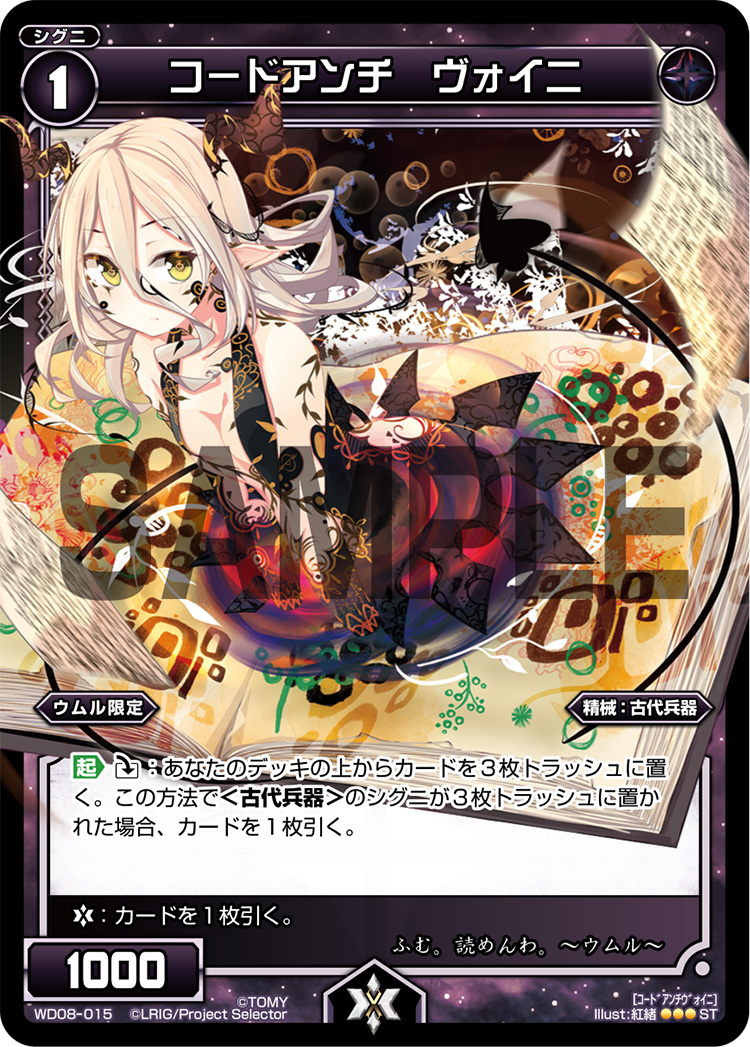 シグニ
1
コードアンチ　ヴォイニ
SAMPLE
ウムル限定
精械：古代兵器
起：あなたのデッキの上からカードを３枚トラッシュに置
く。この方法で＜古代兵器＞のシグニが３枚トラッシュに置か
れた場合、カードを１枚引く。
：カードを１枚引く。
ふむ。読めんわ。～ウムル～
1000
©TOMY
[ｺｰﾄﾞｱﾝﾁｳﾞｫｲﾆ]
WD08-015 ©LRIG/Project Selector
Illust:紅緒 ST